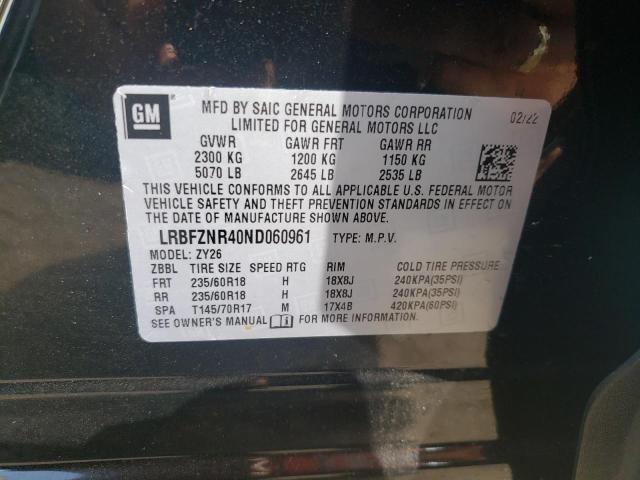 GM
MFD BY SAIC GENERAL MOTORS CORPORATION 02/22
LIMITED FOR GENERAL MOTORS LLC
GVWR GAWR FRT GAWR RR
2300 KG 1200 KG 1150 KG
5070 LB 2645 LB 2535 LB
THIS VEHICLE CONFORMS TO ALL APPLICABLE U.S. FEDERAL MOTOR
VEHICLE SAFETY AND THEFT PREVENTION STANDARDS IN EFFECT ON
THE DATE OF MANUFACTURE SHOWN ABOVE.
LRBFZNR40ND060961 TYPE: M.P.V.
MODEL: ZY26
ZBBL TIRE SIZE SPEED RTG RIM COLD TIRE PRESSURE
FRT 235/60R18 H 18X8J 240KPA(35PSI)
RR 235/60R18 H 18X8J 240KPA(35PSI)
SPA T145/70R17 M 17X4B 420KPA(60PSI)
SEE OWNER'S MANUAL FOR MORE INFORMATION.